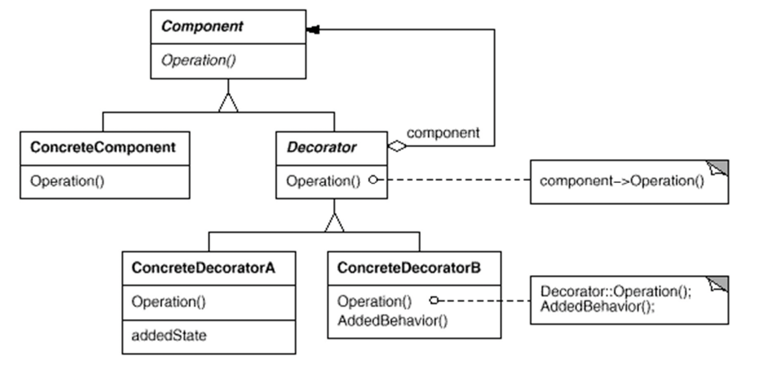 Component
Operation()
component
ConcreteComponent
Operation()
Decorator
Operation()
component->Operation()
ConcreteDecoratorA
Operation()
addedState
ConcreteDecoratorB
Operation()
AddedBehavior()
Decorator::Operation();
AddedBehavior();